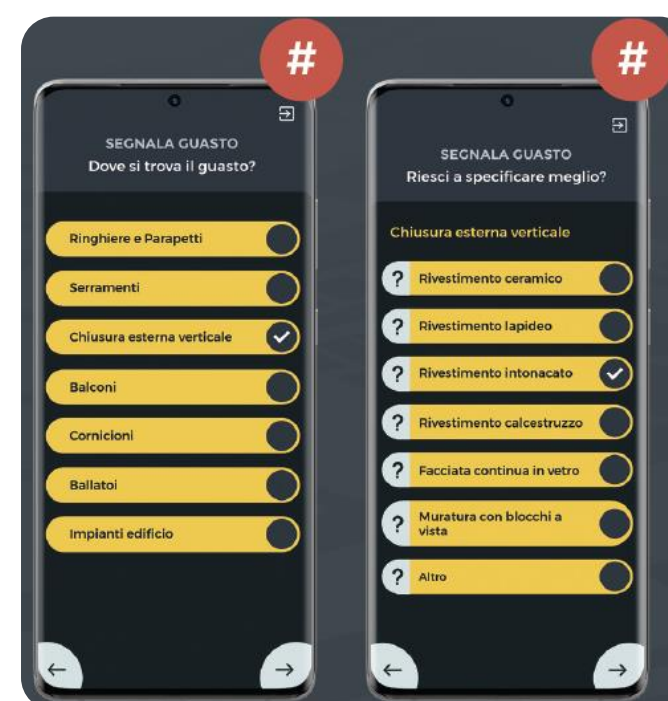 #
SEGNALA GUASTO
Dove si trova il guasto?
Ringhiere e Parapetti
Serramenti
Chiusura esterna verticale
Balconi
Cornicioni
Ballatoi
Impianti edificio
#
SEGNALA GUASTO
Riesci a specificare meglio?
Chiusura esterna verticale
? Rivestimento ceramico
? Rivestimento lapideo
? Rivestimento intonacato
? Rivestimento calcestruzzo
? Facciata continua in vetro
? Muratura con blocchi a
vista
? Altro